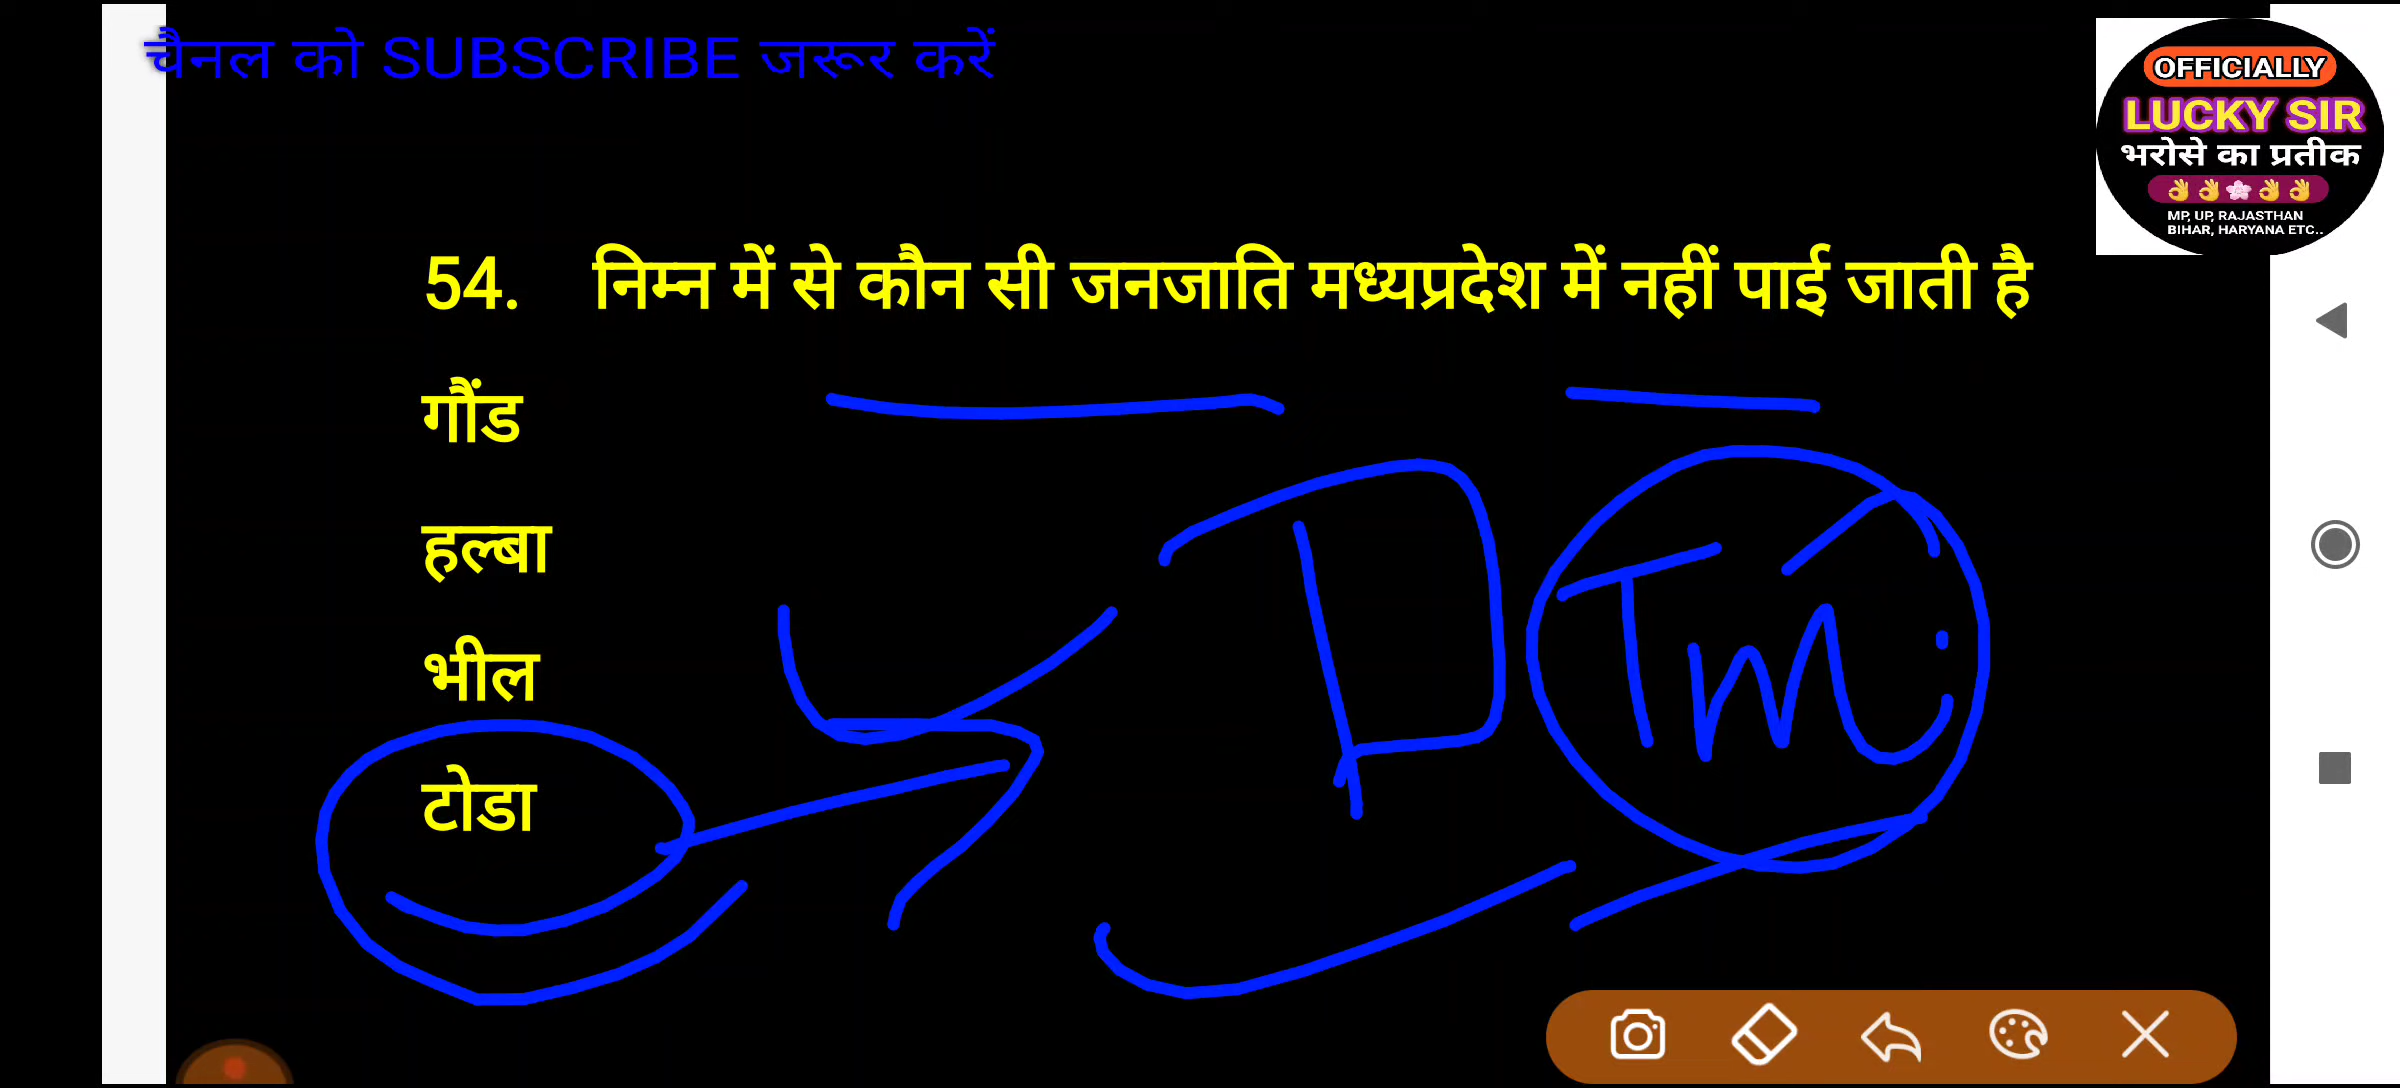 चैनल को SUBSCRIBE जरूर करें
OFFICIALLY
LUCKY SIR
भरोसे का प्रतीक
👌👌🌸👌👌
MP, UP, RAJASTHAN
BIHAR, HARYANA ETC..
54. निम्न में से कौन सी जनजाति मध्यप्रदेश में नहीं पाई जाती है
गौंड
हल्बा
भील
टोडा